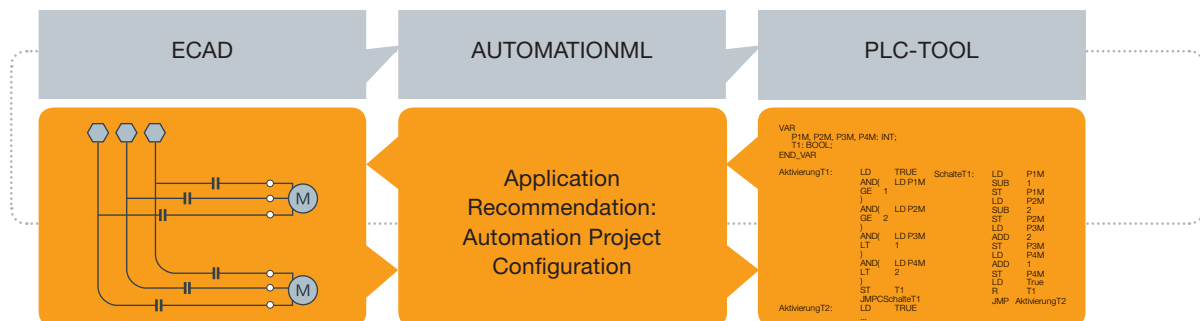 ECAD
AUTOMATIONML
PLC-TOOL
M
M
Application
Recommendation:
Automation Project
Configuration
VAR
P1M, P2M, P3M, P4M: INT;
T1: BOOL;
END_VAR
AktivierungT1: LD TRUE
AND( LD P1M
GE 1
)
AND( LD P2M
GE 2
)
AND( LD P3M
LT 1
)
AND( LD P4M
LT 2
)
ST T1
JMPCSchalteT1
AktivierungT2: LD TRUE
...
SchalteT1: LD P1M
SUB 1
ST P1M
LD P2M
SUB 2
ST P2M
LD P3M
ADD 2
ST P3M
LD P4M
ADD 1
ST P4M
LD True
R T1
JMP AktivierungT2